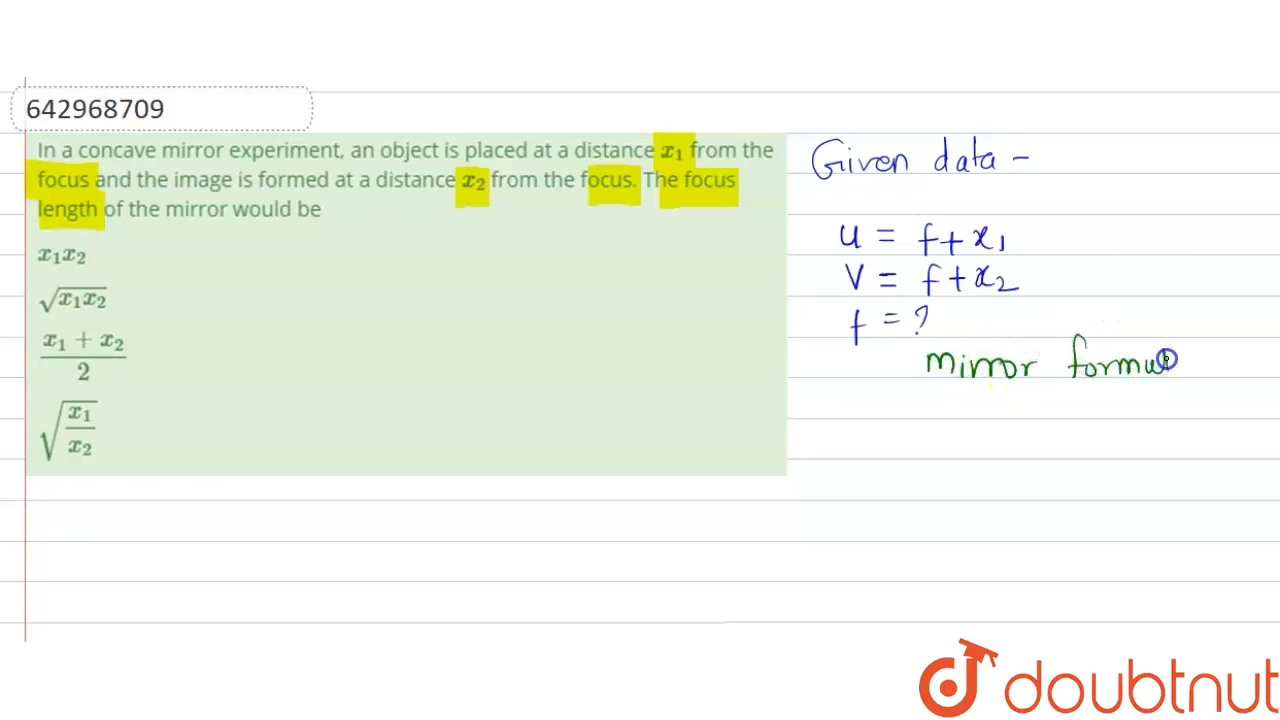 642968709
In a concave mirror experiment, an object is placed at a distance x₁ from the
focus and the image is formed at a distance x₂ from the focus. The focus
length of the mirror would be
x₁x₂
√(x₁x₂)
(x₁ + x₂)/2
√(x₁/x₂)
Given data -
u = f+x₁
v = f+x₂
f = ?
mirror formul
doubtnut